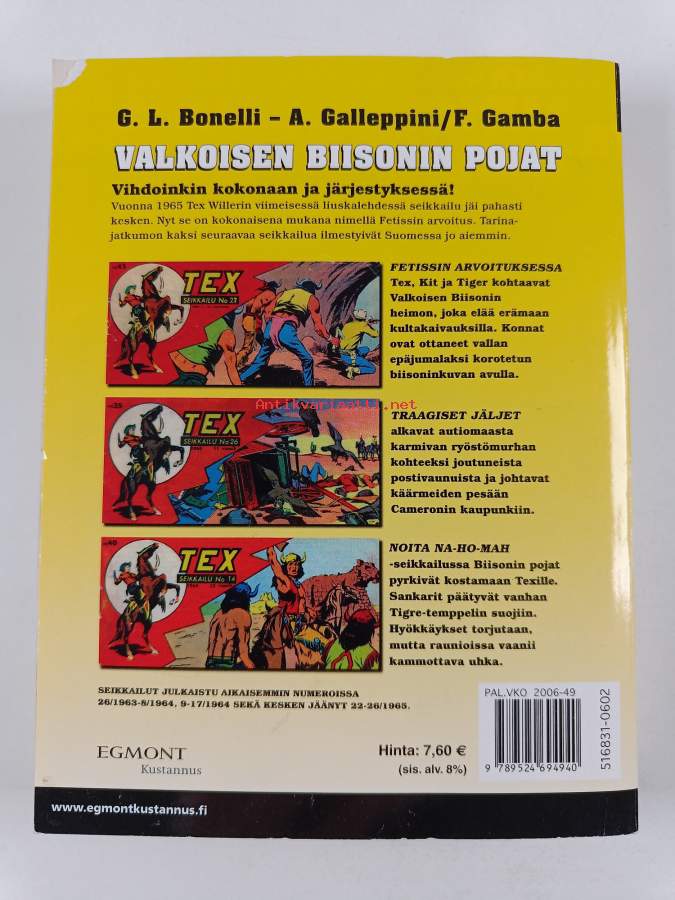 G. L. Bonelli – A. Galleppini/F. Gamba
VALKOISEN BIISONIN POJAT
Vihdoinkin kokonaan ja järjestyksessä!
Vuonna 1965 Tex Willerin viimeisessä liuskalehdessä seikkailu jäi pahasti
kesken. Nyt se on kokonaisena mukana nimellä Fetissin arvoitus. Tarina-
jatkumon kaksi seuraavaa seikkailua ilmestyivät Suomessa jo aiemmin.
TEX
SEIKKAILU No 27
FETISSIN ARVOITUKSESSA
Tex, Kit ja Tiger kohtaavat
Valkoisen Biisonin
heimon, joka elää erämaan
kultakaivauksilla. Konnat
ovat ottaneet vallan
epäjumalaksi korotetun
biisoninkuvan avulla.
Antikvariaatti.net
TEX
SEIKKAILU No 26
TRAAGISET JÄLJET
alkavat autiomaasta
karmivan ryöstömurhan
kohteeksi joutuneista
postivaunuista ja johtavat
käärmeiden pesään
Cameronin kaupunkiin.
TEX
SEIKKAILU No 14
NOITA NA-HO-MAH
-seikkailussa Biisonin pojat
pyrkivät kostamaan Texille.
Sankarit päätyvät vanhan
Tigre-temppelin suojiin.
Hyökkäykset torjutaan,
mutta raunioissa vaanii
kammottava uhka.
SEIKKAILUT JULKAISTU AIKAISEMMIN NUMEROISSA
26/1963-8/1964, 9-17/1964 SEKÄ KESKEN JÄÄNYT 22-26/1965.
EGMONT
Kustannus
Hinta: 7,60 €
(sis. alv. 8%)
PAL.VKO 2006-49
9 789524 694940
516831-0602
www.egmontkustannus.fi